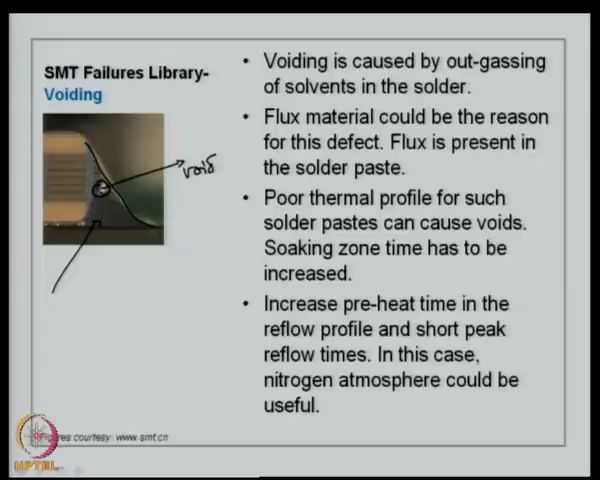 SMT Failures Library-
Voiding
void
• Voiding is caused by out-gassing
of solvents in the solder.
• Flux material could be the reason
for this defect. Flux is present in
the solder paste.
• Poor thermal profile for such
solder pastes can cause voids.
Soaking zone time has to be
increased.
• Increase pre-heat time in the
reflow profile and short peak
reflow times. In this case,
nitrogen atmosphere could be
useful.
courtesy: www.smt.cn
NPTEL